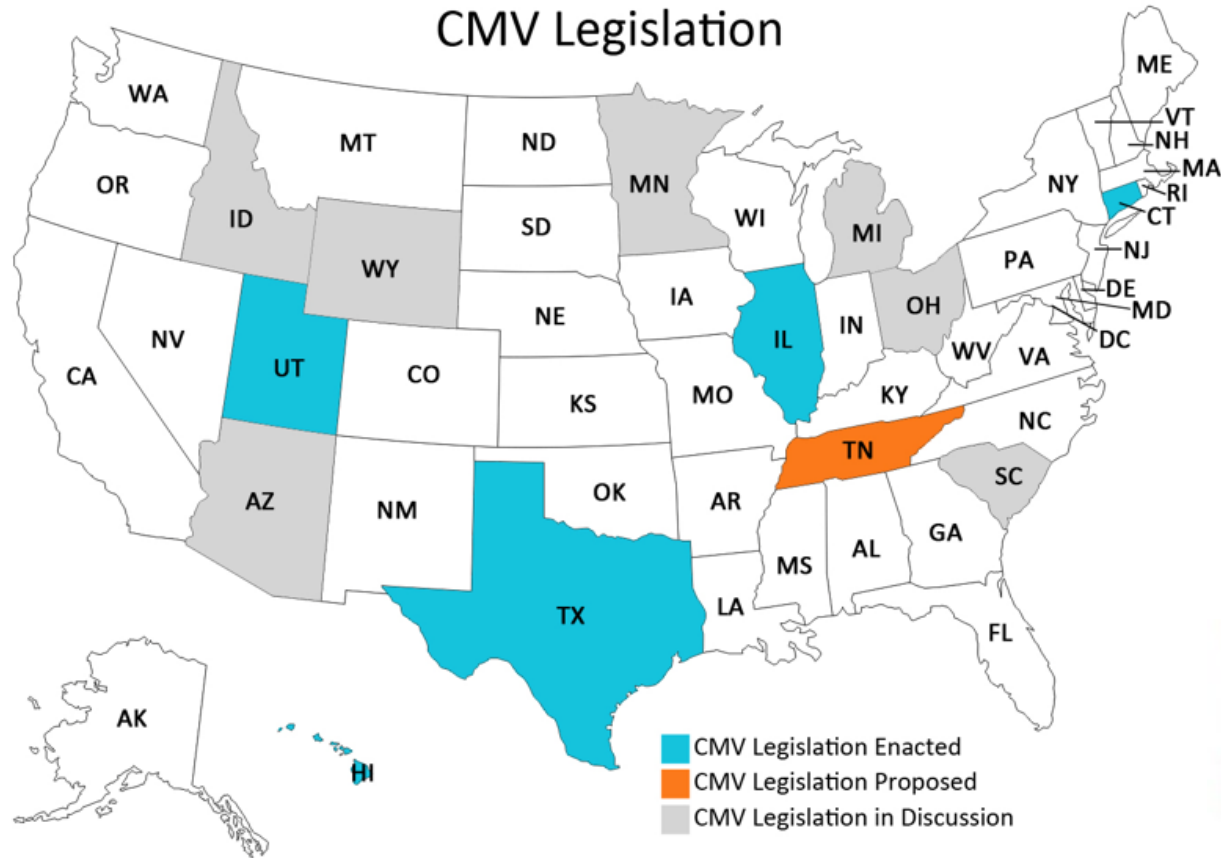 CMV Legislation
WA
OR
CA
NV
ID
MT
WY
UT
AZ
CO
NM
ND
SD
NE
KS
OK
TX
MN
IA
MO
AR
LA
WI
IL
MI
IN
OH
KY
TN
MS
AL
GA
FL
SC
NC
VA
WV
PA
NY
ME
VT
NH
MA
RI
CT
NJ
DE
MD
DC
AK
HI
CMV Legislation Enacted
CMV Legislation Proposed
CMV Legislation in Discussion